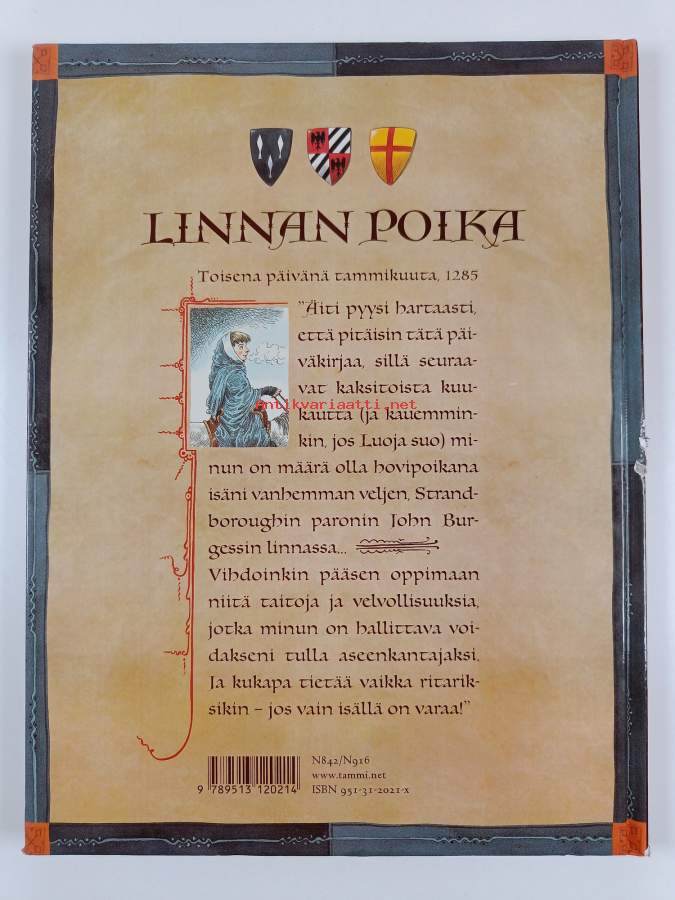 LINNAN POIKA
Toisena päivänä tammikuuta, 1285
"Äiti pyysi hartaasti,
että pitäisin tätä päi-
väkirjaa, sillä seuraa-
vat kaksitoista kuu-
antikvariaatti.net
kautta (ja kauemmin-
kin, jos Luoja suo) mi-
nun on määrä olla hovipoikana
isäni vanhemman veljen, Strand-
boroughin paronin John Bur-
gessin linnassa...
Vihdoinkin pääsen oppimaan
niitä taitoja ja velvollisuuksia,
jotka minun on hallittava voi-
dakseni tulla aseenkantajaksi.
Ja kukapa tietää vaikka ritarik-
sikin – jos vain isällä on varaa!"
N842/N916
www.tammi.net
ISBN 951-31-2021-x
9 789513 120214